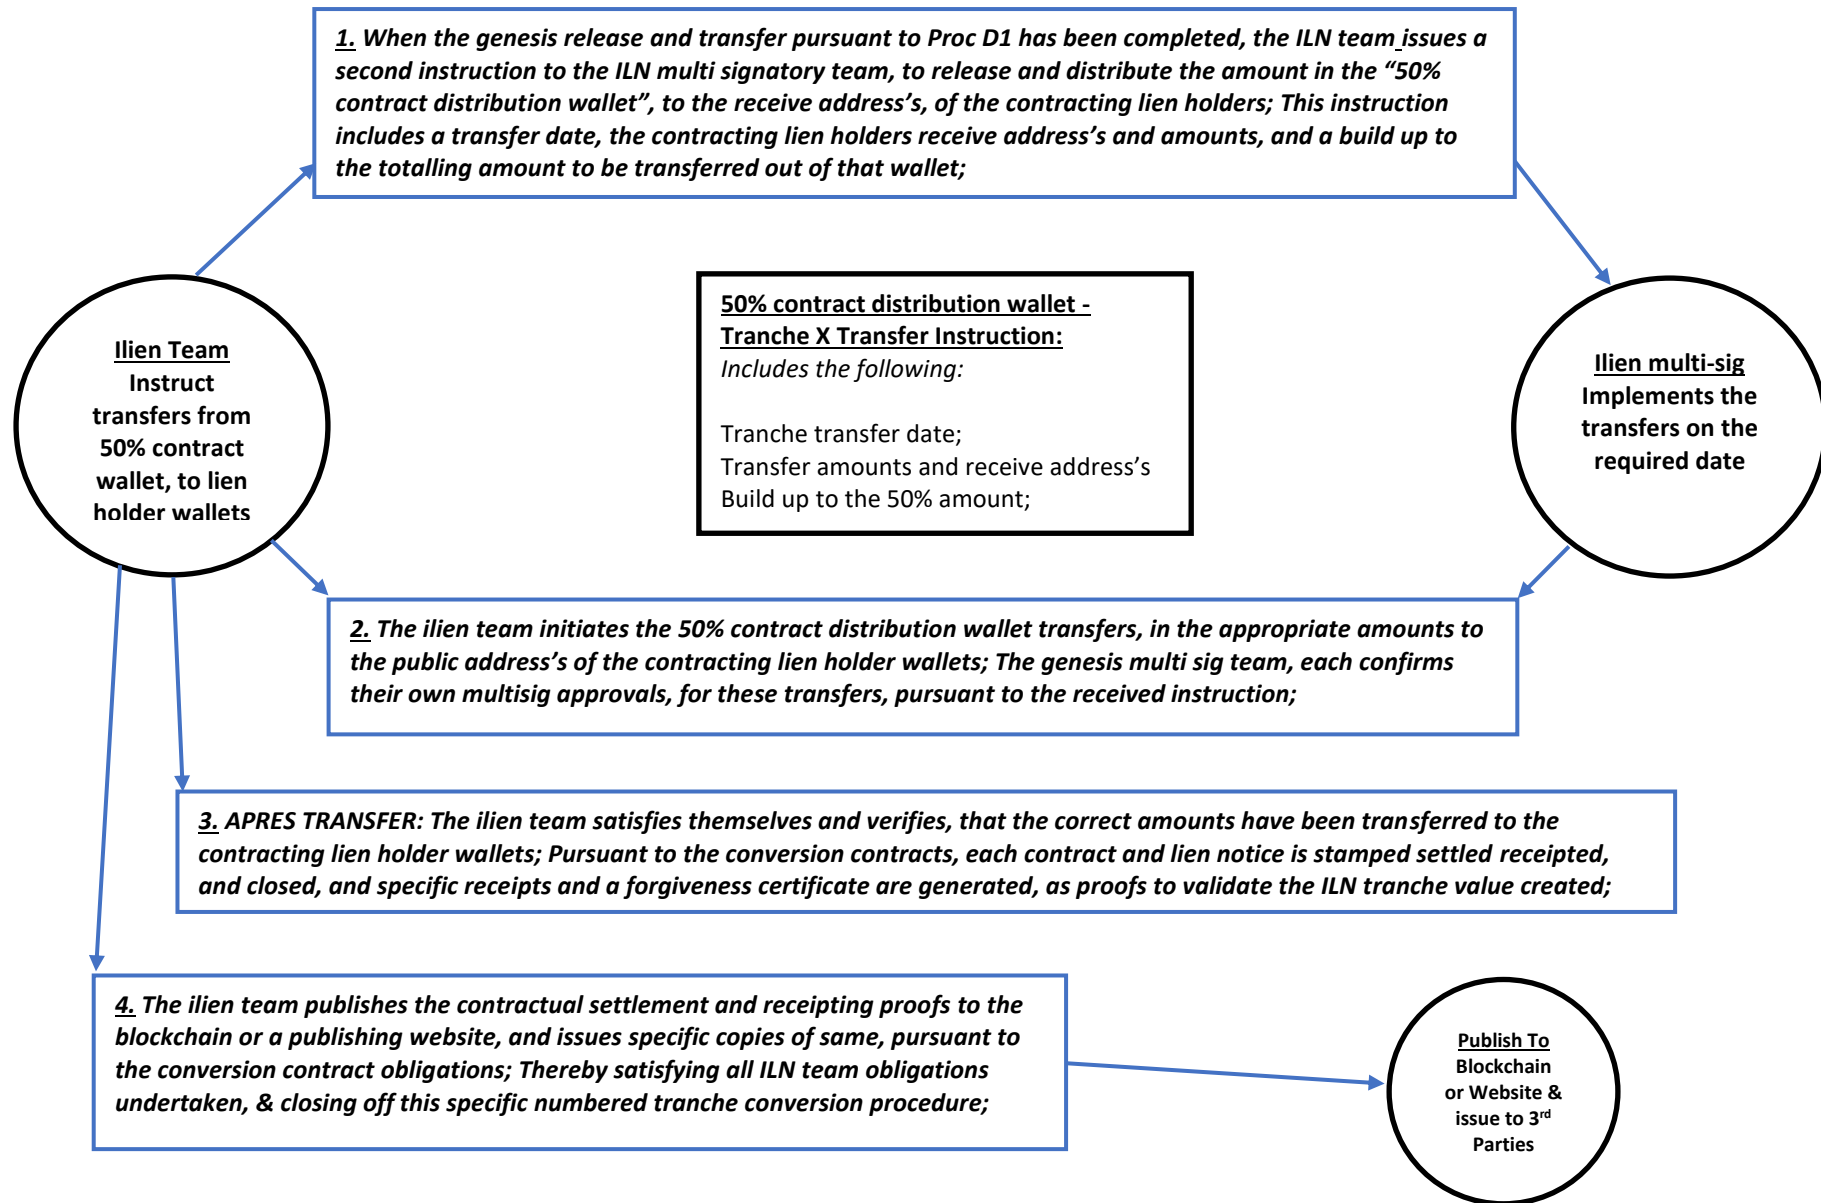 1. When the genesis release and transfer pursuant to Proc D1 has been completed, the ILN team issues a
second instruction to the ILN multi signatory team, to release and distribute the amount in the “50%
contract distribution wallet”, to the receive address’s, of the contracting lien holders; This instruction
includes a transfer date, the contracting lien holders receive address’s and amounts, and a build up to
the totalling amount to be transferred out of that wallet;
Ilien Team
Instruct
transfers from
50% contract
wallet, to lien
holder wallets
50% contract distribution wallet -
Tranche X Transfer Instruction:
Includes the following:
Tranche transfer date;
Transfer amounts and receive address’s
Build up to the 50% amount;
Ilien multi-sig
Implements the
transfers on the
required date
2. The ilien team initiates the 50% contract distribution wallet transfers, in the appropriate amounts to
the public address’s of the contracting lien holder wallets; The genesis multi sig team, each confirms
their own multisig approvals, for these transfers, pursuant to the received instruction;
3. APRES TRANSFER: The ilien team satisfies themselves and verifies, that the correct amounts have been transferred to the
contracting lien holder wallets; Pursuant to the conversion contracts, each contract and lien notice is stamped settled receipted,
and closed, and specific receipts and a forgiveness certificate are generated, as proofs to validate the ILN tranche value created;
4. The ilien team publishes the contractual settlement and receipting proofs to the
blockchain or a publishing website, and issues specific copies of same, pursuant to
the conversion contract obligations; Thereby satisfying all ILN team obligations
undertaken, & closing off this specific numbered tranche conversion procedure;
Publish To
Blockchain
or Website &
issue to 3rd
Parties